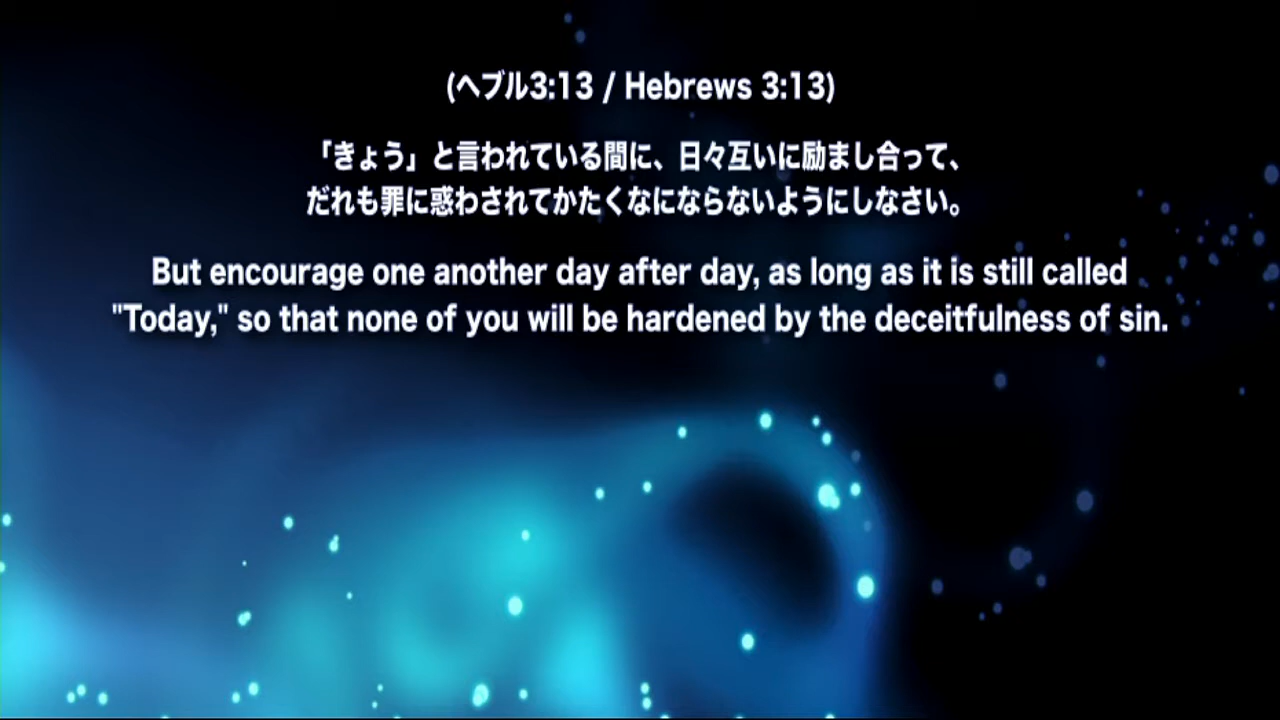 (ヘブル3:13 / Hebrews 3:13)
「きょう」と言われている間に、日々互いに励まし合って、
だれも罪に惑わされてかたくなにならないようにしなさい。
But encourage one another day after day, as long as it is still called
"Today," so that none of you will be hardened by the deceitfulness of sin.